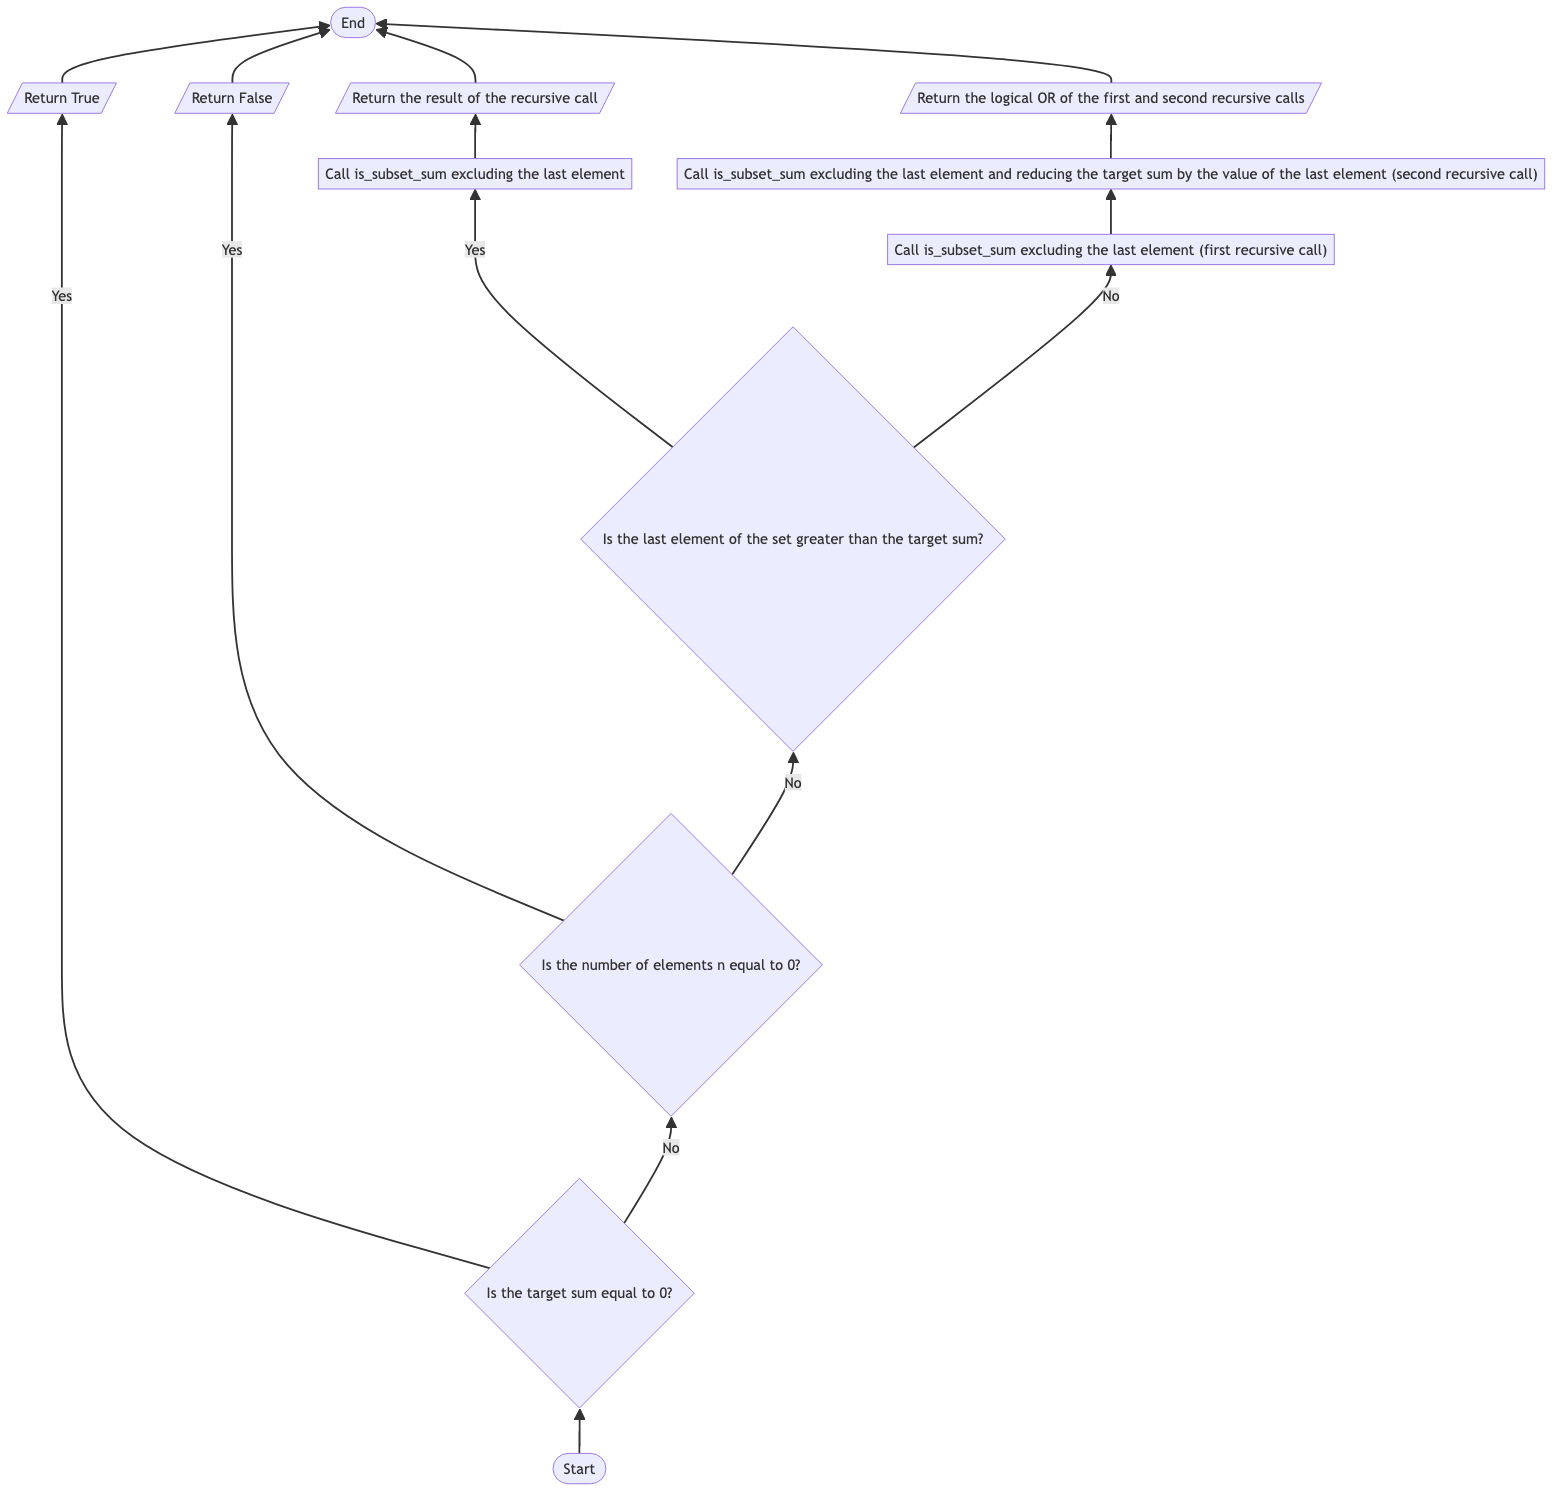 End
Return True
Return False
Return the result of the recursive call
Return the logical OR of the first and second recursive calls
Call is_subset_sum excluding the last element
Call is_subset_sum excluding the last element and reducing the target sum by the value of the last element (second recursive call)
Yes
Yes
Call is_subset_sum excluding the last element (first recursive call)
Yes
No
Is the last element of the set greater than the target sum?
No
Is the number of elements n equal to 0?
No
Is the target sum equal to 0?
Start